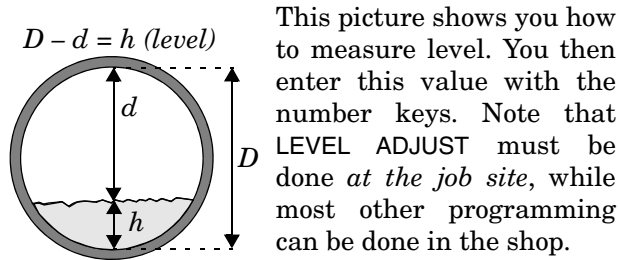 D – d = h (level)
d
D
h
This picture shows you how
to measure level. You then
enter this value with the
number keys. Note that
LEVEL ADJUST must be
done at the job site, while
most other programming
can be done in the shop.